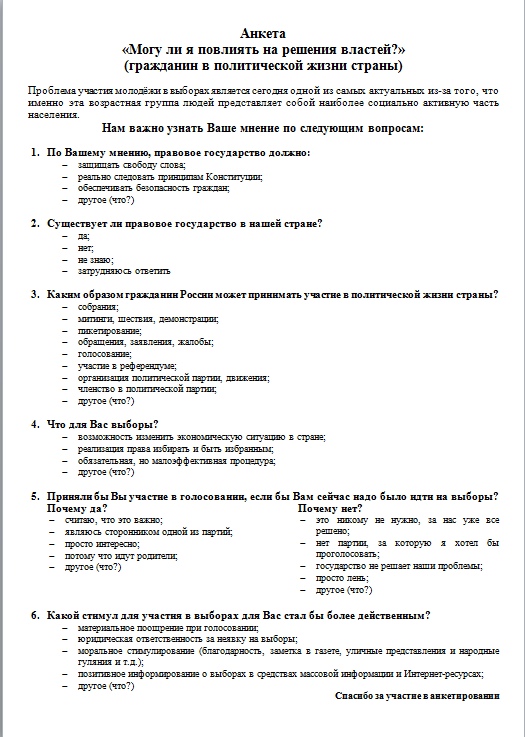 Анкета
«Могу ли я повлиять на решения властей?»
(гражданин в политической жизни страны)
Проблема участия молодёжи в выборах является сегодня одной из самых актуальных из-за того, что
именно эта возрастная группа людей представляет собой наиболее социально активную часть
населения.
Нам важно узнать Ваше мнение по следующим вопросам:
1. По Вашему мнению, правовое государство должно:
– защищать свободу слова;
– реально следовать принципам Конституции;
– обеспечивать безопасность граждан;
– другое (что?)
2. Существует ли правовое государство в нашей стране?
– да;
– нет;
– не знаю;
– затрудняюсь ответить
3. Каким образом гражданин России может принимать участие в политической жизни страны?
– собрания;
– митинги, шествия, демонстрации;
– пикетирование;
– обращения, заявления, жалобы;
– голосование;
– участие в референдуме;
– организация политической партии, движения;
– членство в политической партии;
– другое (что?)
4. Что для Вас выборы?
– возможность изменить экономическую ситуацию в стране;
– реализация права избирать и быть избранным;
– обязательная, но малоэффективная процедура;
– другое (что?)
5. Приняли бы Вы участие в голосовании, если бы Вам сейчас надо было идти на выборы?
Почему да?
– считаю, что это важно;
– являюсь сторонником одной из партий;
– просто интересно;
– потому что идут родители;
– другое (что?)
Почему нет?
– это никому не нужно, за нас уже все
решено;
– нет партии, за которую я хотел бы
проголосовать;
– государство не решает наши проблемы;
– просто лень;
– другое (что?)
6. Какой стимул для участия в выборах для Вас стал бы более действенным?
– материальное поощрение при голосовании;
– юридическая ответственность за неявку на выборы;
– моральное стимулирование (благодарность, заметка в газете, уличные представления и народные
гуляния и т.д.);
– позитивное информирование о выборах в средствах массовой информации и Интернет-ресурсах;
– другое (что?)
Спасибо за участие в анкетировании